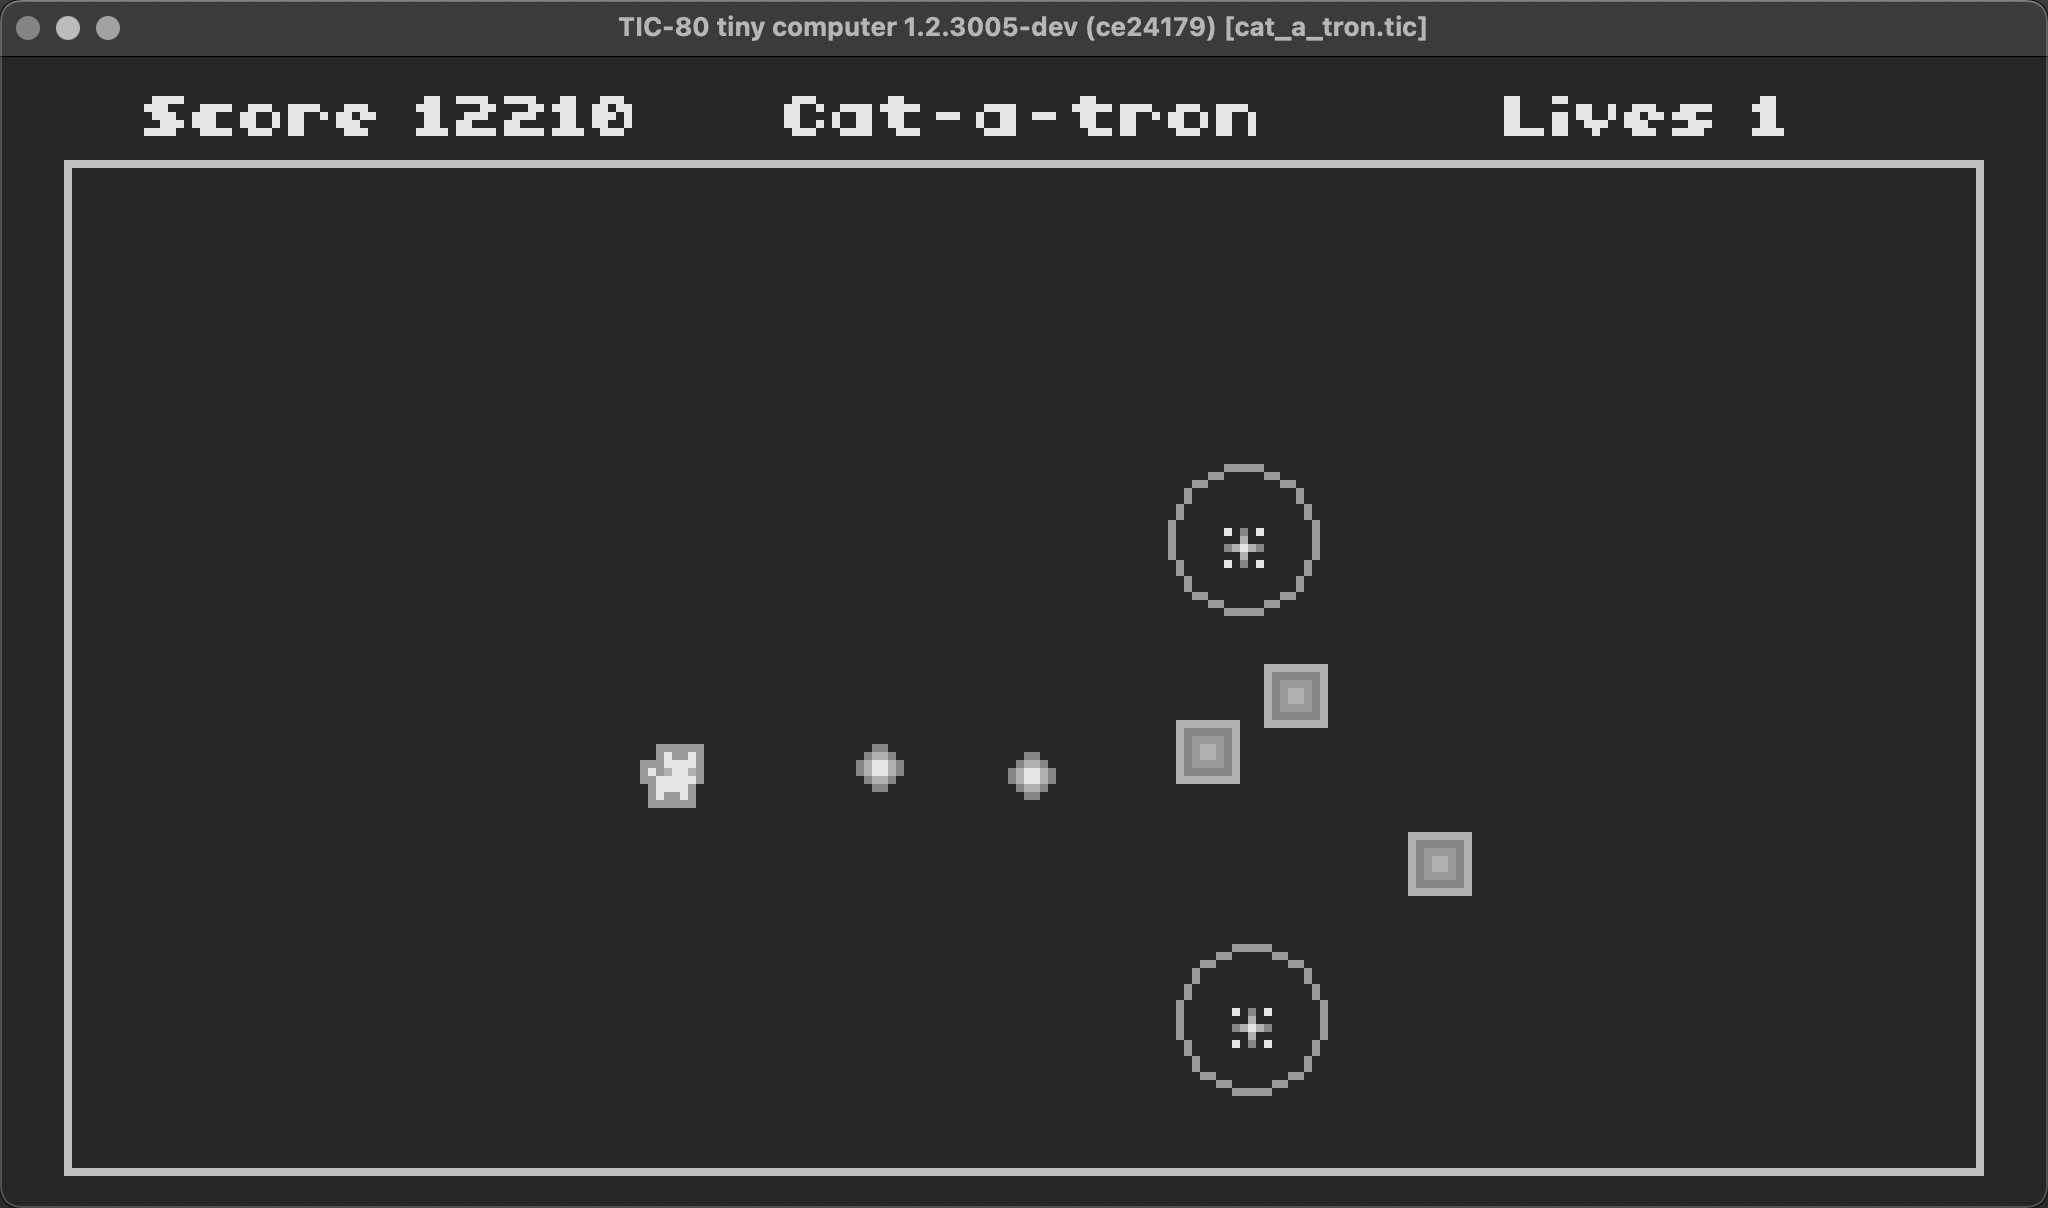 TIC-80 tiny computer 1.2.3005-dev (ce24179) [cat_a_tron.tic]
Score 12210 Cat-a-tron Lives 1